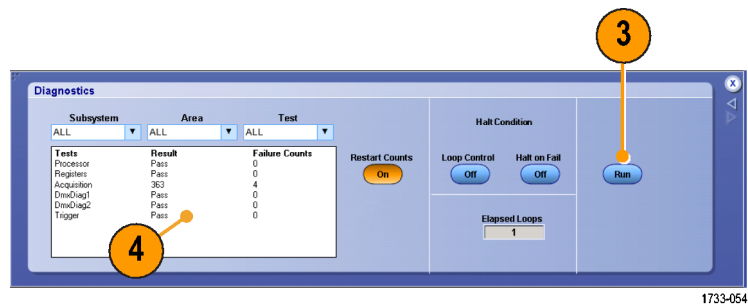 3
X
Diagnostics
Subsystem Area Test
ALL ALL ALL
Halt Condition
Tests Result Failure Counts
Processor Pass 0
Registers Pass 0
Acquisition 363 4
DmxDiag1 Pass 0
DmxDiag2 Pass 0
Trigger Pass 0
Restart Counts
On
Loop Control Halt on Fail
Off Off
Run
Elapsed Loops
1
4
1733-054